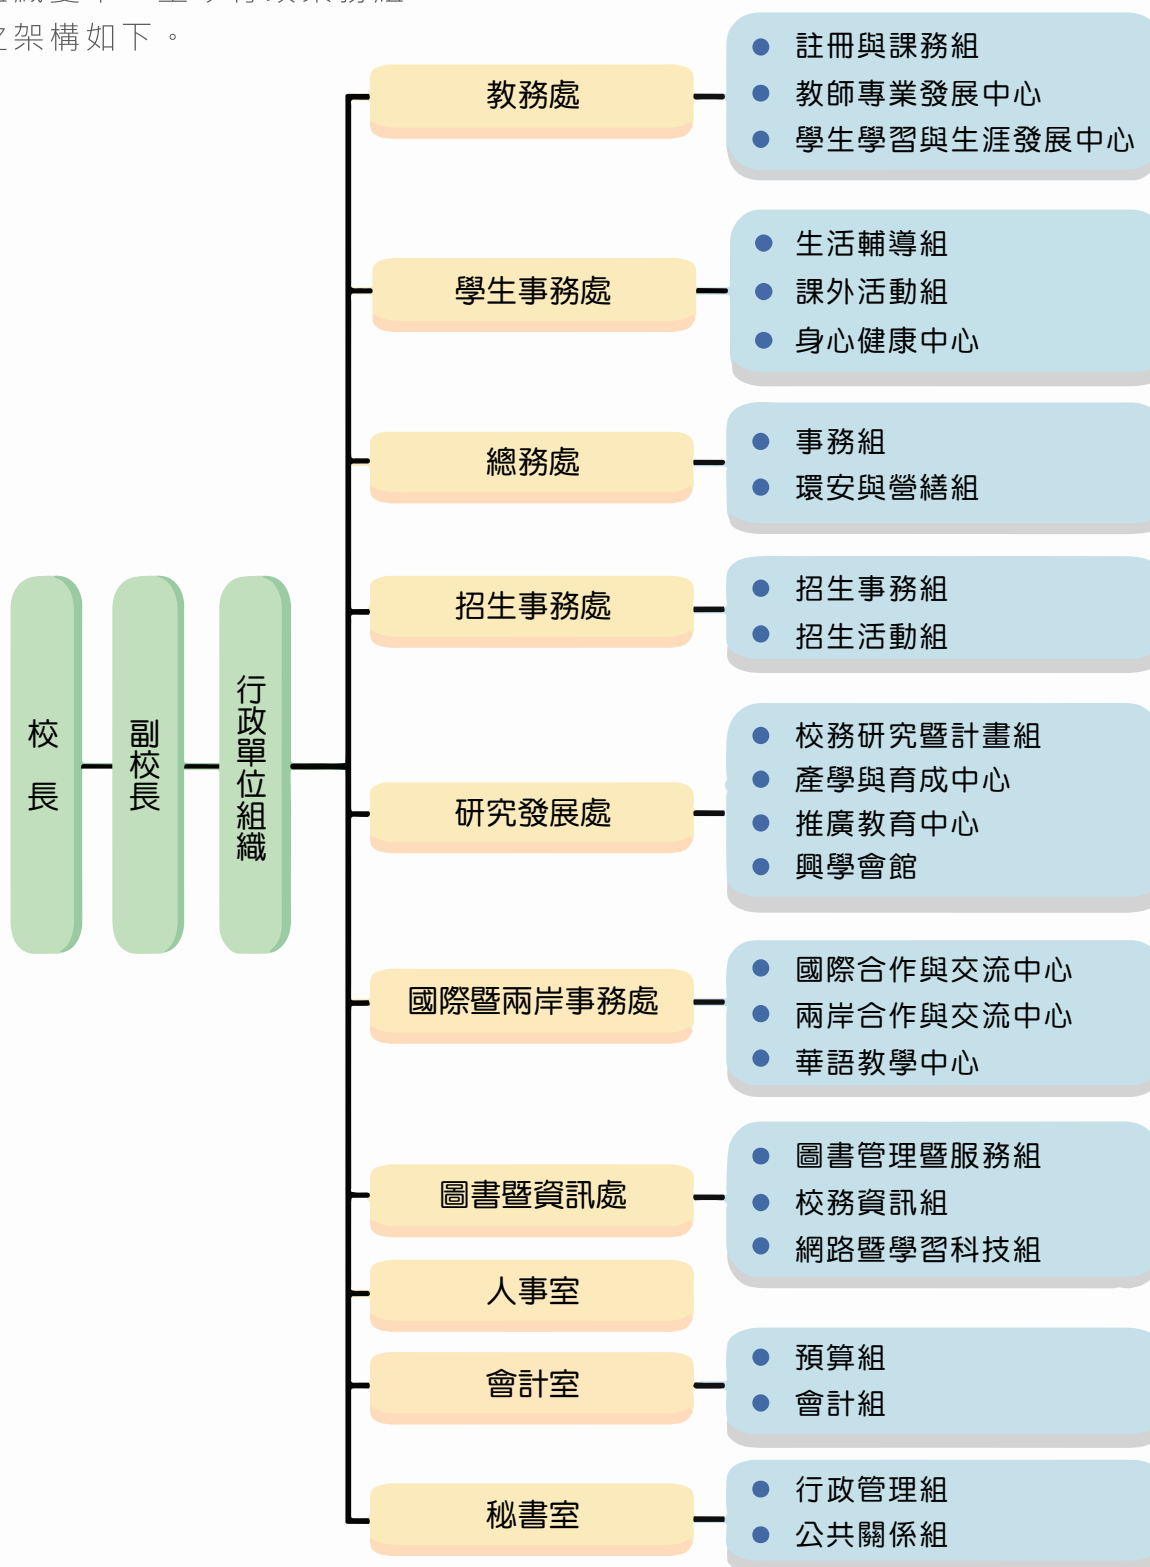 之架構如下。
校長
副校長
行政單位組織
教務處
註冊與課務組
教師專業發展中心
學生學習與生涯發展中心
學生事務處
生活輔導組
課外活動組
身心健康中心
總務處
事務組
環安與營繕組
招生事務處
招生事務組
招生活動組
研究發展處
校務研究暨計畫組
產學與育成中心
推廣教育中心
興學會館
國際暨兩岸事務處
國際合作與交流中心
兩岸合作與交流中心
華語教學中心
圖書暨資訊處
圖書管理暨服務組
校務資訊組
網路暨學習科技組
人事室
會計室
預算組
會計組
秘書室
行政管理組
公共關係組